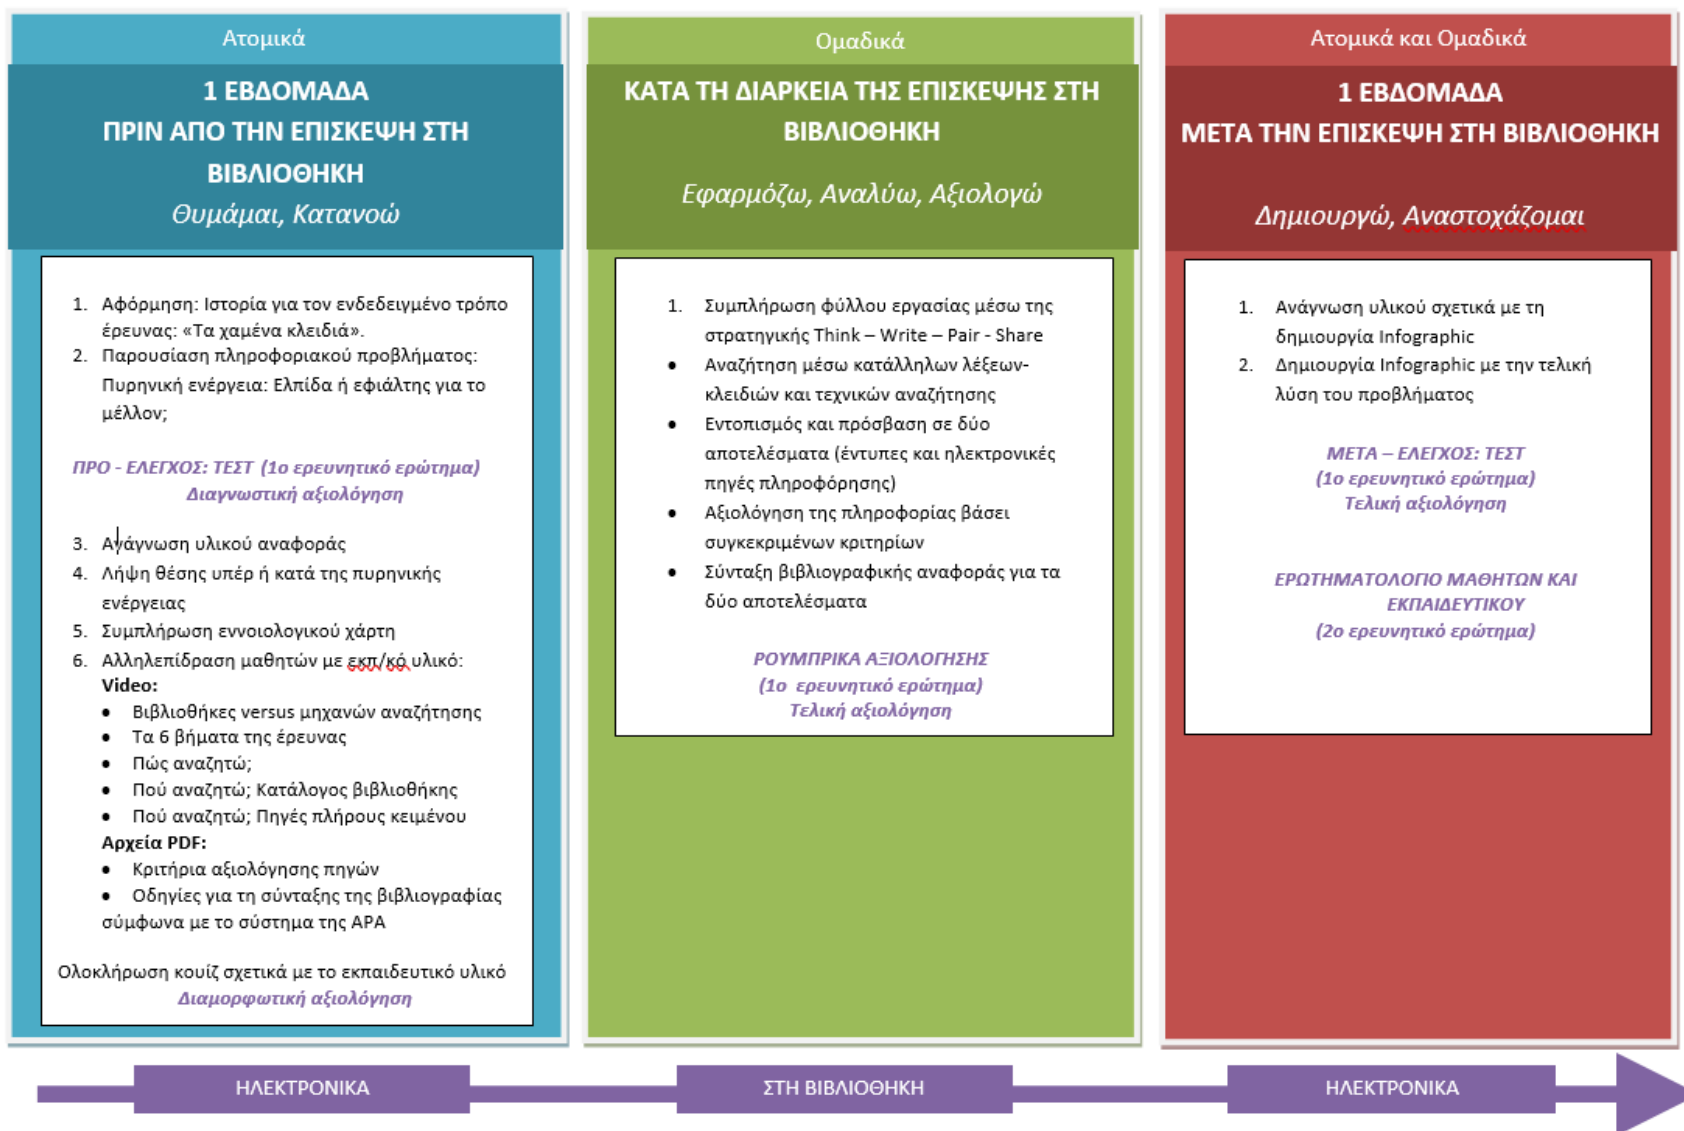 Ατομικά
1 ΕΒΔΟΜΑΔΑ
ΠΡΙΝ ΑΠΟ ΤΗΝ ΕΠΙΣΚΕΨΗ ΣΤΗ
ΒΙΒΛΙΟΘΗΚΗ
Θυμάμαι, Κατανοώ
1. Αφόρμηση: Ιστορία για τον ενδεδειγμένο τρόπο
έρευνας: «Τα χαμένα κλειδιά».
2. Παρουσίαση πληροφοριακού προβλήματος:
Πυρηνική ενέργεια: Ελπίδα ή εφιάλτης για το
μέλλον;
ΠΡΟ - ΕΛΕΓΧΟΣ: ΤΕΣΤ (1ο ερευνητικό ερώτημα)
Διαγνωστική αξιολόγηση
3. Ανάγνωση υλικού αναφοράς
4. Λήψη θέσης υπέρ ή κατά της πυρηνικής
ενέργειας
5. Συμπλήρωση εννοιολογικού χάρτη
6. Αλληλεπίδραση μαθητών με εκπ/κό υλικό:
Video:
• Βιβλιοθήκες versus μηχανών αναζήτησης
• Τα 6 βήματα της έρευνας
• Πώς αναζητώ;
• Πού αναζητώ; Κατάλογος βιβλιοθήκης
• Πού αναζητώ; Πηγές πλήρους κειμένου
Αρχεία PDF:
• Κριτήρια αξιολόγησης πηγών
• Οδηγίες για τη σύνταξης της βιβλιογραφίας
σύμφωνα με το σύστημα της APA
Ολοκλήρωση κουίζ σχετικά με το εκπαιδευτικό υλικό
Διαμορφωτική αξιολόγηση
Ομαδικά
ΚΑΤΑ ΤΗ ΔΙΑΡΚΕΙΑ ΤΗΣ ΕΠΙΣΚΕΨΗΣ ΣΤΗ
ΒΙΒΛΙΟΘΗΚΗ
Εφαρμόζω, Αναλύω, Αξιολογώ
1. Συμπλήρωση φύλλου εργασίας μέσω της
στρατηγικής Think – Write – Pair - Share
• Αναζήτηση μέσω κατάλληλων λέξεων-
κλειδιών και τεχνικών αναζήτησης
• Εντοπισμός και πρόσβαση σε δύο
αποτελέσματα (έντυπες και ηλεκτρονικές
πηγές πληροφόρησης)
• Αξιολόγηση της πληροφορίας βάσει
συγκεκριμένων κριτηρίων
• Σύνταξη βιβλιογραφικής αναφοράς για τα
δύο αποτελέσματα
ΡΟΥΜΠΡΙΚΑ ΑΞΙΟΛΟΓΗΣΗΣ
(1ο ερευνητικό ερώτημα)
Τελική αξιολόγηση
Ατομικά και Ομαδικά
1 ΕΒΔΟΜΑΔΑ
ΜΕΤΑ ΤΗΝ ΕΠΙΣΚΕΨΗ ΣΤΗ ΒΙΒΛΙΟΘΗΚΗ
Δημιουργώ, Αναστοχάζομαι
1. Ανάγνωση υλικού σχετικά με τη
δημιουργία Infographic
2. Δημιουργία Infographic με την τελική
λύση του προβλήματος
ΜΕΤΑ – ΕΛΕΓΧΟΣ: ΤΕΣΤ
(1ο ερευνητικό ερώτημα)
Τελική αξιολόγηση
ΕΡΩΤΗΜΑΤΟΛΟΓΙΟ ΜΑΘΗΤΩΝ ΚΑΙ
ΕΚΠΑΙΔΕΥΤΙΚΟΥ
(2ο ερευνητικό ερώτημα)
ΗΛΕΚΤΡΟΝΙΚΑ
ΣΤΗ ΒΙΒΛΙΟΘΗΚΗ
ΗΛΕΚΤΡΟΝΙΚΑ